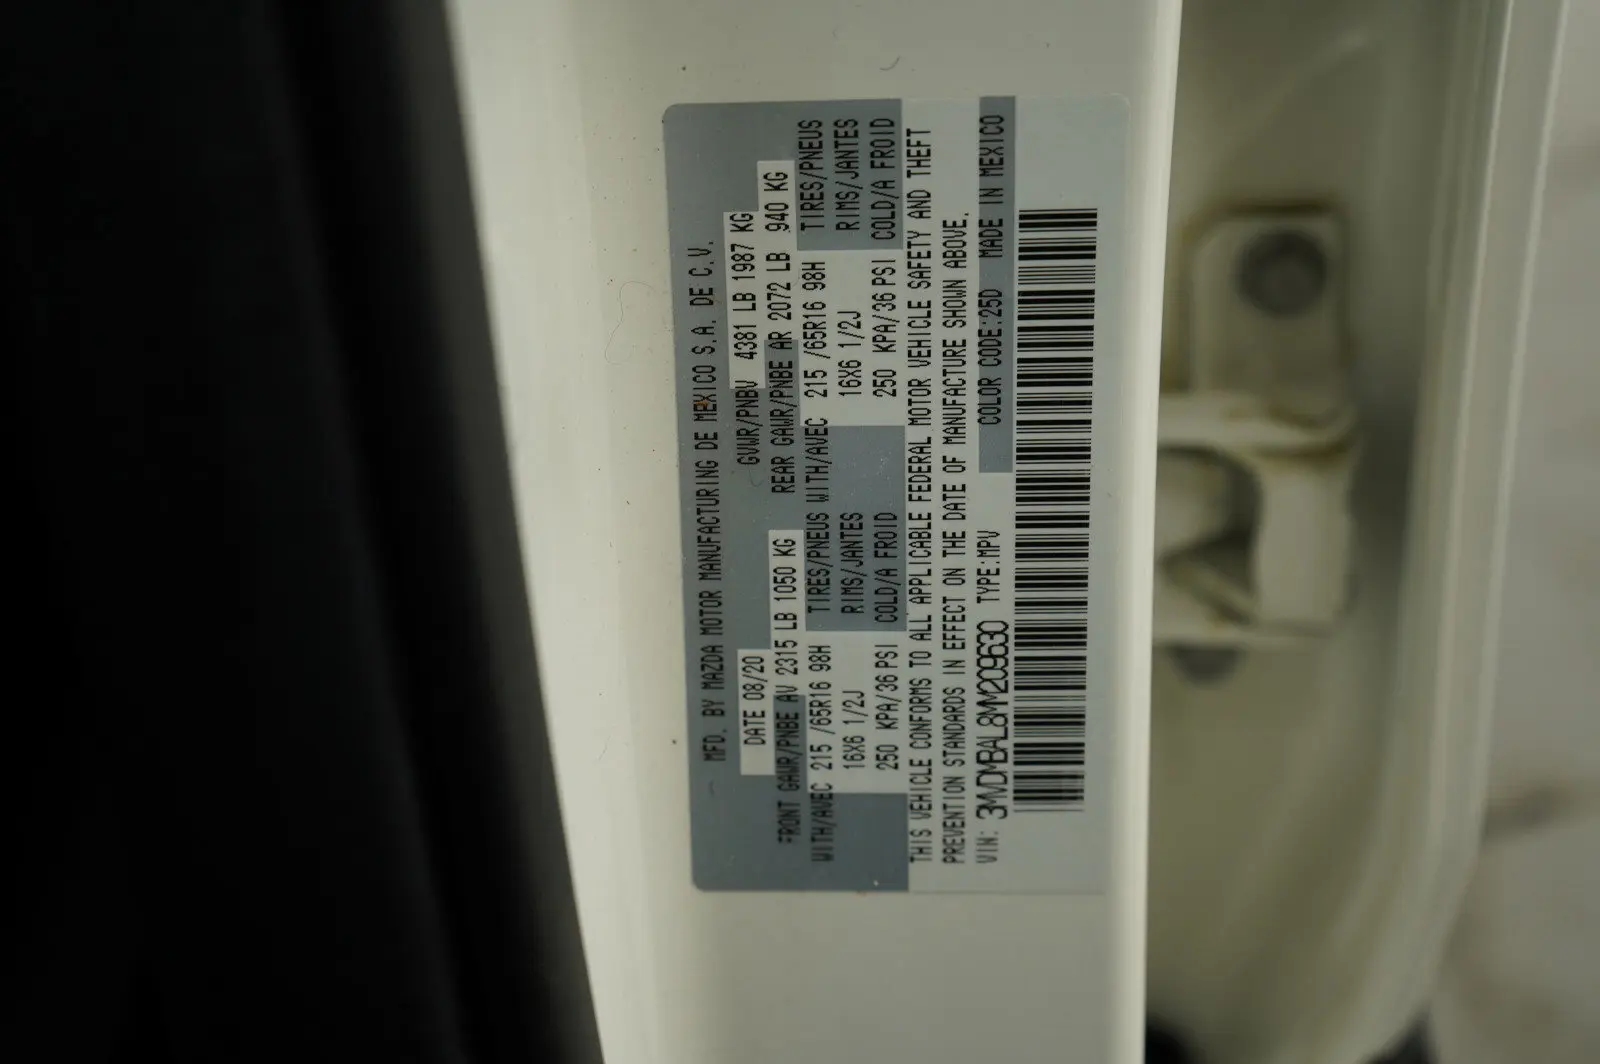 MFD. BY MAZDA MOTOR MANUFACTURING DE MEXICO S.A. DE C.V.
DATE 08/20 GVWR/PNBV 4381 LB 1987 KG
FRONT GAWR/PNBE AV 2315 LB 1050 KG REAR GAWR/PNBE AR 2072 LB 940 KG
WITH/AVEC 215 /65R16 98H TIRES/PNEUS WITH/AVEC 215 /65R16 98H TIRES/PNEUS
16X6 1/2J RIMS/JANTES 16X6 1/2J RIMS/JANTES
250 KPA/36 PSI COLD/A FROID 250 KPA/36 PSI COLD/A FROID
THIS VEHICLE CONFORMS TO ALL APPLICABLE FEDERAL MOTOR VEHICLE SAFETY AND THEFT
PREVENTION STANDARDS IN EFFECT ON THE DATE OF MANUFACTURE SHOWN ABOVE.
VIN: 3MVDMBAL8MM209630 TYPE:MPV COLOR CODE:25D MADE IN MEXICO